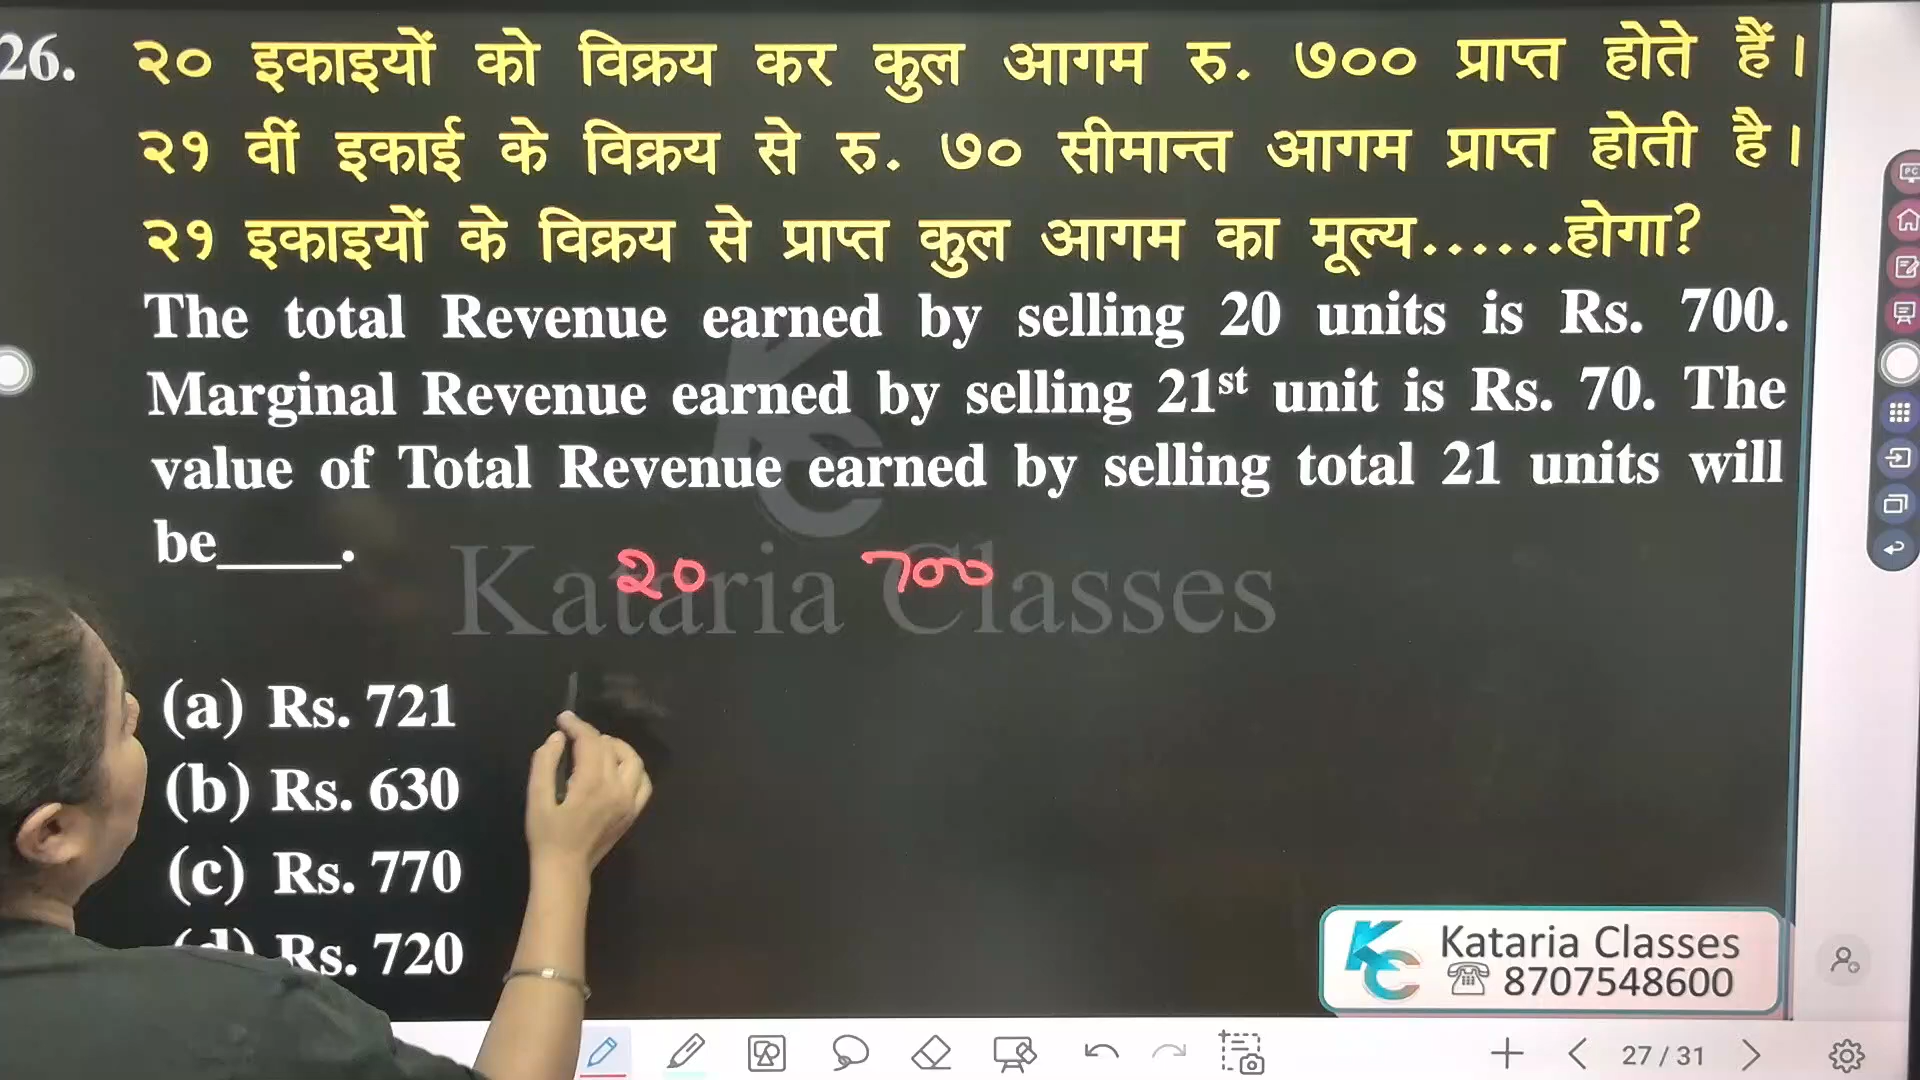 26. २० इकाइयों को विक्रय कर कुल आगम रु. ७०० प्राप्त होते हैं।
२१ वीं इकाई के विक्रय से रु. ७० सीमान्त आगम प्राप्त होती है।
२१ इकाइयों के विक्रय से प्राप्त कुल आगम का मूल्य......होगा?
The total Revenue earned by selling 20 units is Rs. 700.
Marginal Revenue earned by selling 21st unit is Rs. 70. The
value of Total Revenue earned by selling total 21 units will
be____.
20 700
Kataria Classes
(a) Rs. 721
(b) Rs. 630
(c) Rs. 770
(d) Rs. 720
Kataria Classes
8707548600
27 / 31